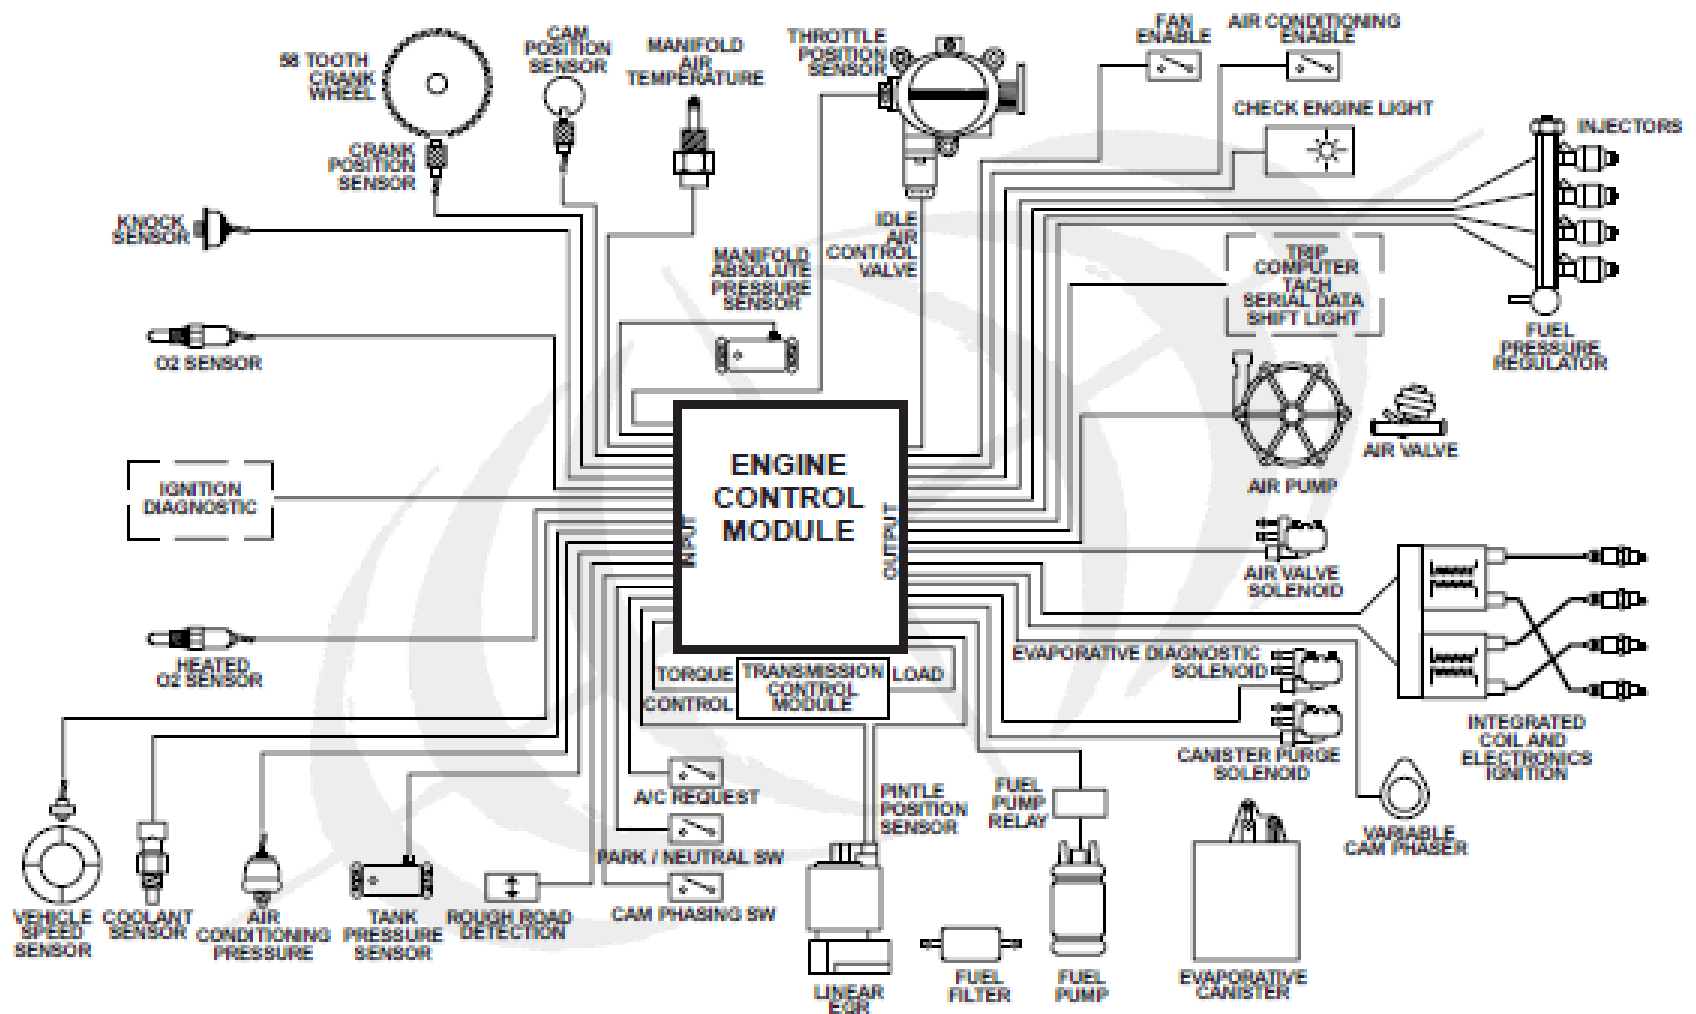 58 TOOTH
CRANK
WHEEL
CAM
POSITION
SENSOR
MANIFOLD
AIR
TEMPERATURE
THROTTLE
POSITION
SENSOR
FAN
ENABLE
AIR CONDITIONING
ENABLE
CHECK ENGINE LIGHT
INJECTORS
CRANK
POSITION
SENSOR
KNOCK
SENSOR
MANIFOLD
ABSOLUTE
PRESSURE
SENSOR
IDLE
AIR
CONTROL
VALVE
TRIP
COMPUTER
TACH
SERIAL DATA
SHIFT LIGHT
FUEL
PRESSURE
REGULATOR
O2 SENSOR
AIR VALVE
AIR PUMP
IGNITION
DIAGNOSTIC
ENGINE
CONTROL
MODULE
INPUT
OUTPUT
AIR VALVE
SOLENOID
HEATED
O2 SENSOR
TORQUE
CONTROL
TRANSMISSION
CONTROL
MODULE
LOAD
EVAPORATIVE DIAGNOSTIC
SOLENOID
CANISTER PURGE
SOLENOID
INTEGRATED
COIL AND
ELECTRONICS
IGNITION
A/C REQUEST
PARK / NEUTRAL SW
CAM PHASING SW
PINTLE
POSITION
SENSOR
FUEL
PUMP
RELAY
VARIABLE
CAM PHASER
VEHICLE
SPEED
SENSOR
COOLANT
SENSOR
AIR
CONDITIONING
PRESSURE
TANK
PRESSURE
SENSOR
ROUGH ROAD
DETECTION
LINEAR
EGR
FUEL
FILTER
FUEL
PUMP
EVAPORATIVE
CANISTER